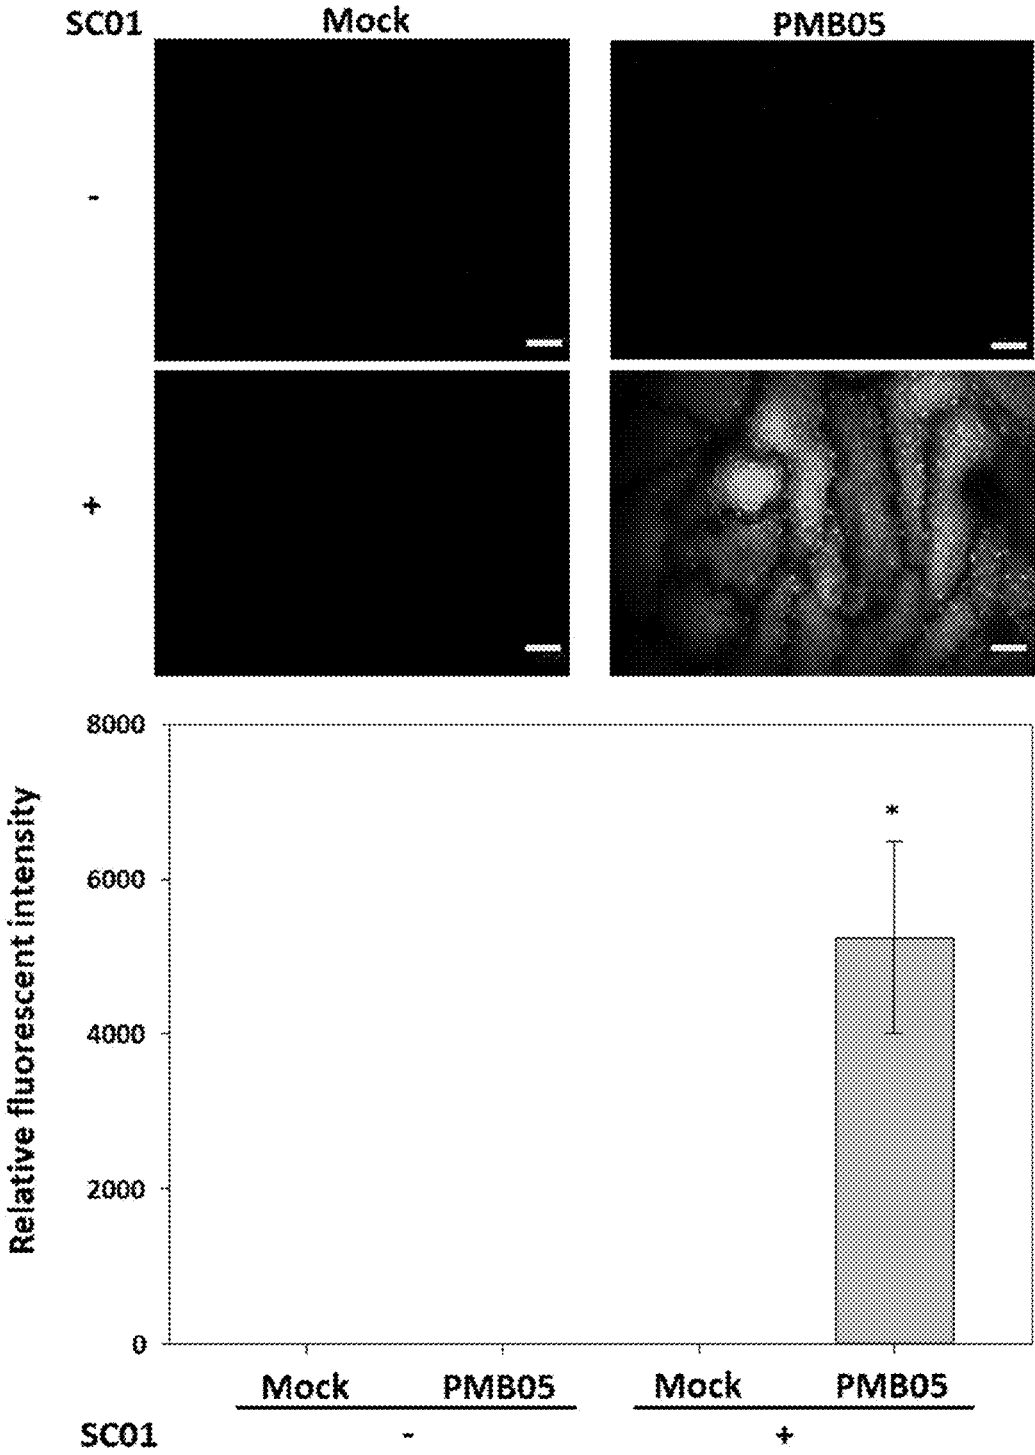 SC01 Mock PMB05
-
+
8000
6000
4000
2000
0
Relative fluorescent intensity
*
Mock PMB05 Mock PMB05
SC01 - +